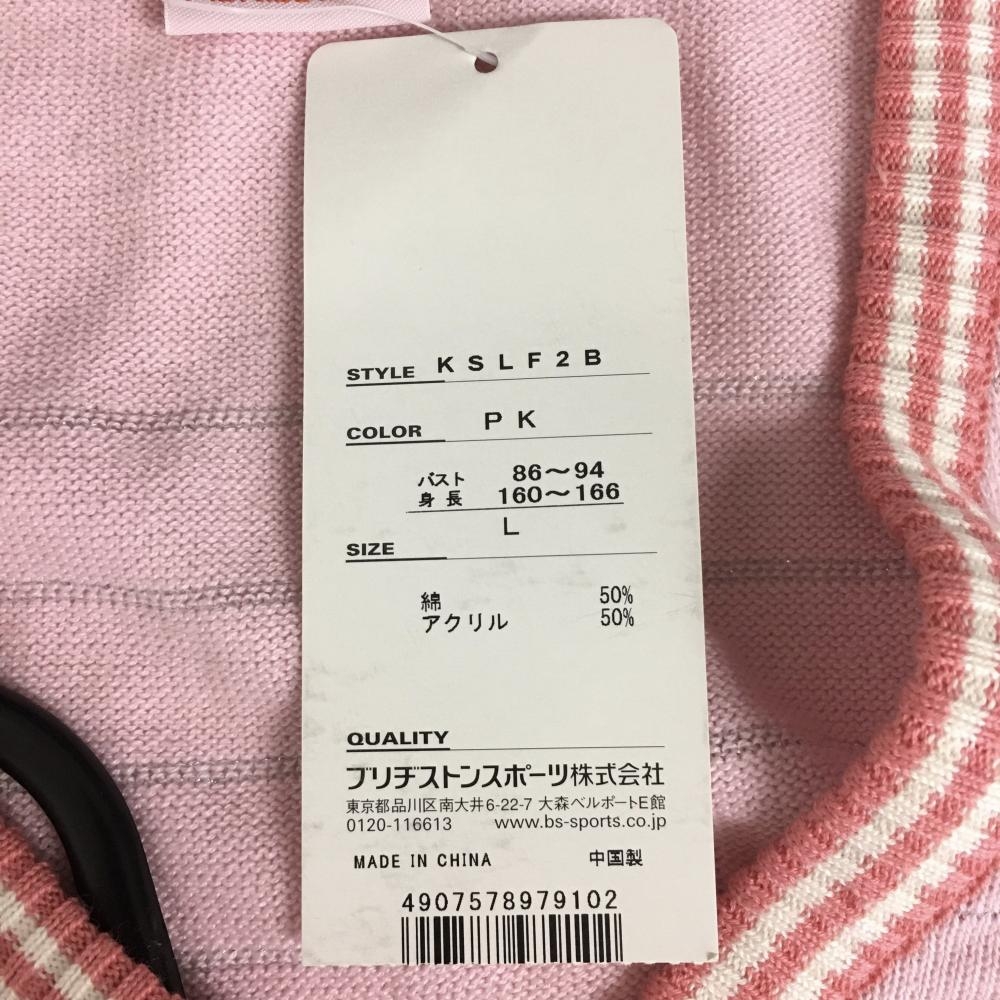 STYLE K S L F 2 B
COLOR P K
バスト 86～94
身長 160～166
L
SIZE
綿 50%
アクリル 50%
QUALITY
ブリヂストンスポーツ株式会社
東京都品川区南大井6-22-7 大森ベルポートE館
0120-116613 www.bs-sports.co.jp
MADE IN CHINA 中国製
4907578979102